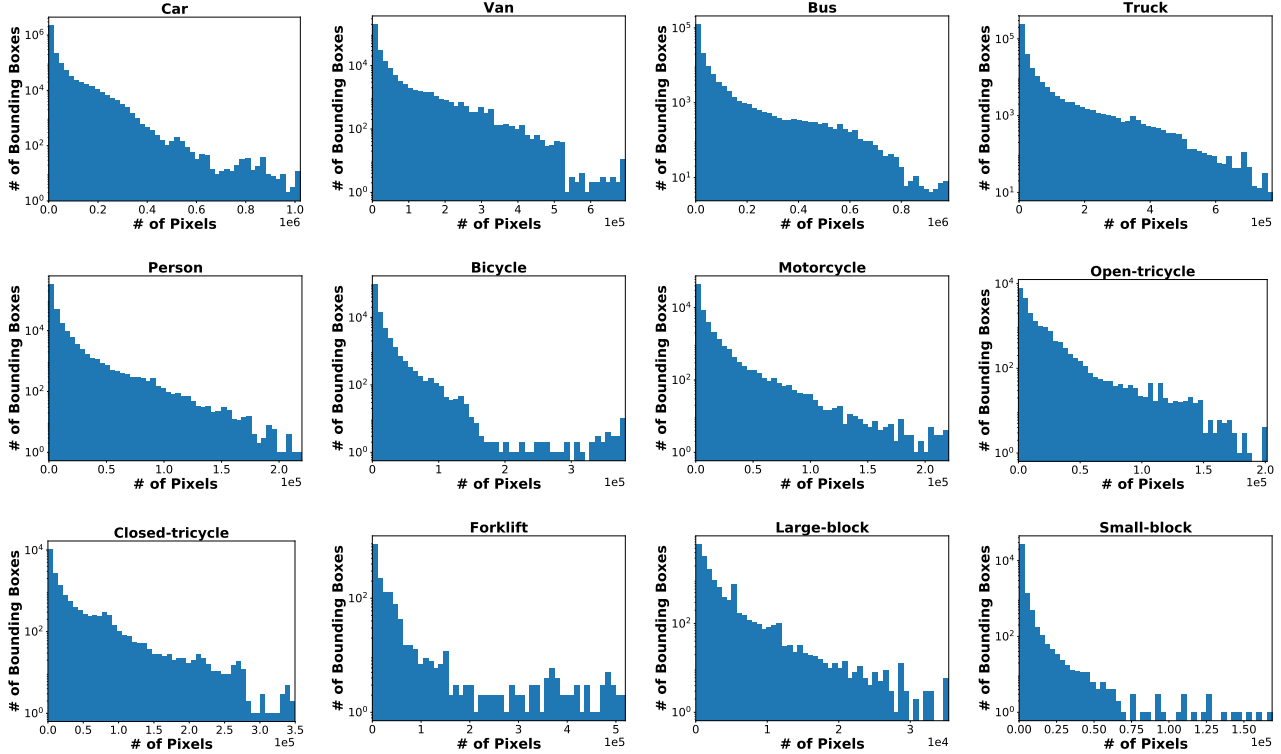 Car
Van
Bus
Truck
# of Bounding Boxes
10^6
10^4
10^2
10^0
0.0 0.2 0.4 0.6 0.8 1.0
1e6
# of Pixels
# of Bounding Boxes
10^4
10^2
10^0
0 1 2 3 4 5 6
1e5
# of Pixels
# of Bounding Boxes
10^5
10^3
10^1
0.0 0.2 0.4 0.6 0.8
1e6
# of Pixels
# of Bounding Boxes
10^5
10^3
10^1
0 2 4 6
1e5
# of Pixels
Person
Bicycle
Motorcycle
Open-tricycle
# of Bounding Boxes
10^4
10^2
10^0
0.0 0.5 1.0 1.5 2.0
1e5
# of Pixels
# of Bounding Boxes
10^4
10^2
10^0
0 1 2 3
1e5
# of Pixels
# of Bounding Boxes
10^4
10^2
10^0
0.0 0.5 1.0 1.5 2.0
1e5
# of Pixels
# of Bounding Boxes
10^4
10^2
10^0
0.0 0.5 1.0 1.5 2.0
1e5
# of Pixels
Closed-tricycle
Forklift
Large-block
Small-block
# of Bounding Boxes
10^4
10^2
10^0
0.0 0.5 1.0 1.5 2.0 2.5 3.0 3.5
1e5
# of Pixels
# of Bounding Boxes
10^2
10^0
0 1 2 3 4 5
1e5
# of Pixels
# of Bounding Boxes
10^2
10^0
0 1 2 3
1e4
# of Pixels
# of Bounding Boxes
10^4
10^2
10^0
0.00 0.25 0.50 0.75 1.00 1.25 1.50
1e5
# of Pixels